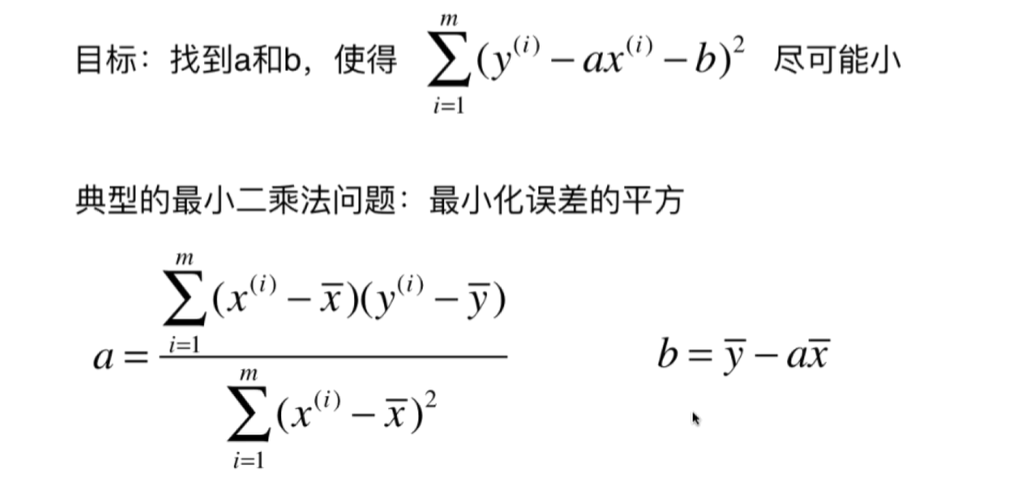 目标：找到a和b，使得 $\sum_{i=1}^{m}(y^{(i)} - ax^{(i)} - b)^2$ 尽可能小
典型的最小二乘法问题：最小化误差的平方
$a = \frac{\sum_{i=1}^{m}(x^{(i)} - \overline{x})(y^{(i)} - \overline{y})}{\sum_{i=1}^{m}(x^{(i)} - \overline{x})^2}$ $b = \overline{y} - a\overline{x}$